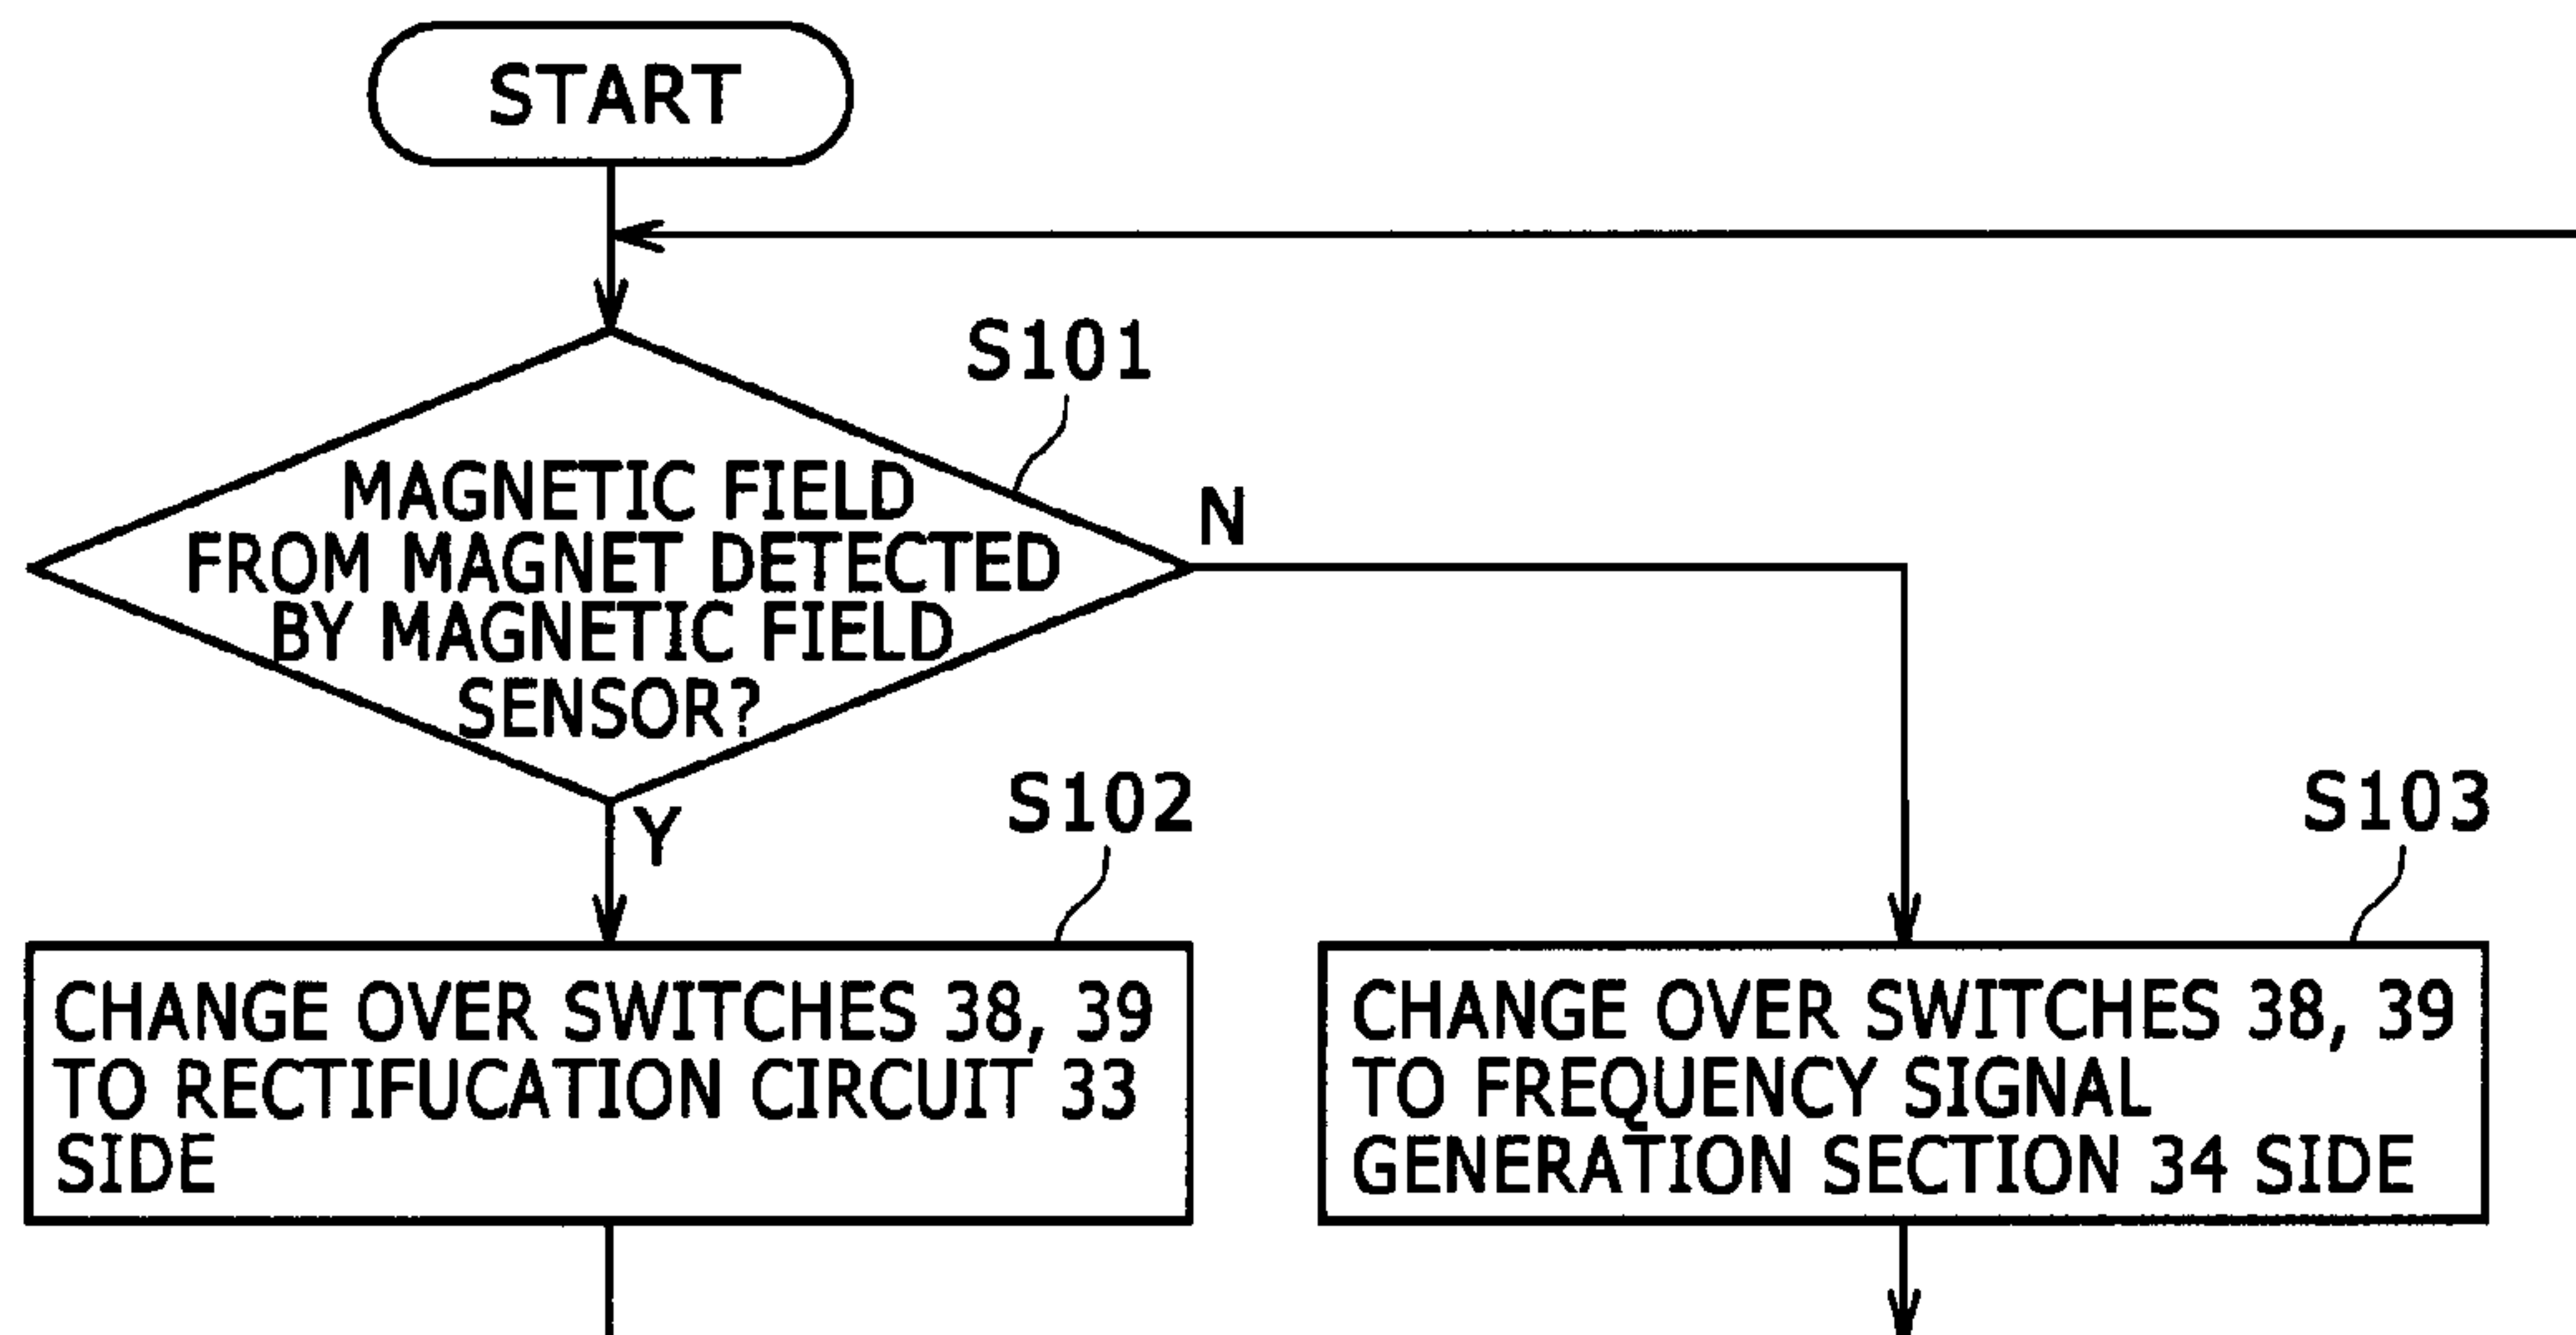 START
S101
MAGNETIC FIELD
FROM MAGNET DETECTED
BY MAGNETIC FIELD
SENSOR?
N
Y
S102
CHANGE OVER SWITCHES 38, 39
TO RECTIFUCATION CIRCUIT 33
SIDE
S103
CHANGE OVER SWITCHES 38, 39
TO FREQUENCY SIGNAL
GENERATION SECTION 34 SIDE